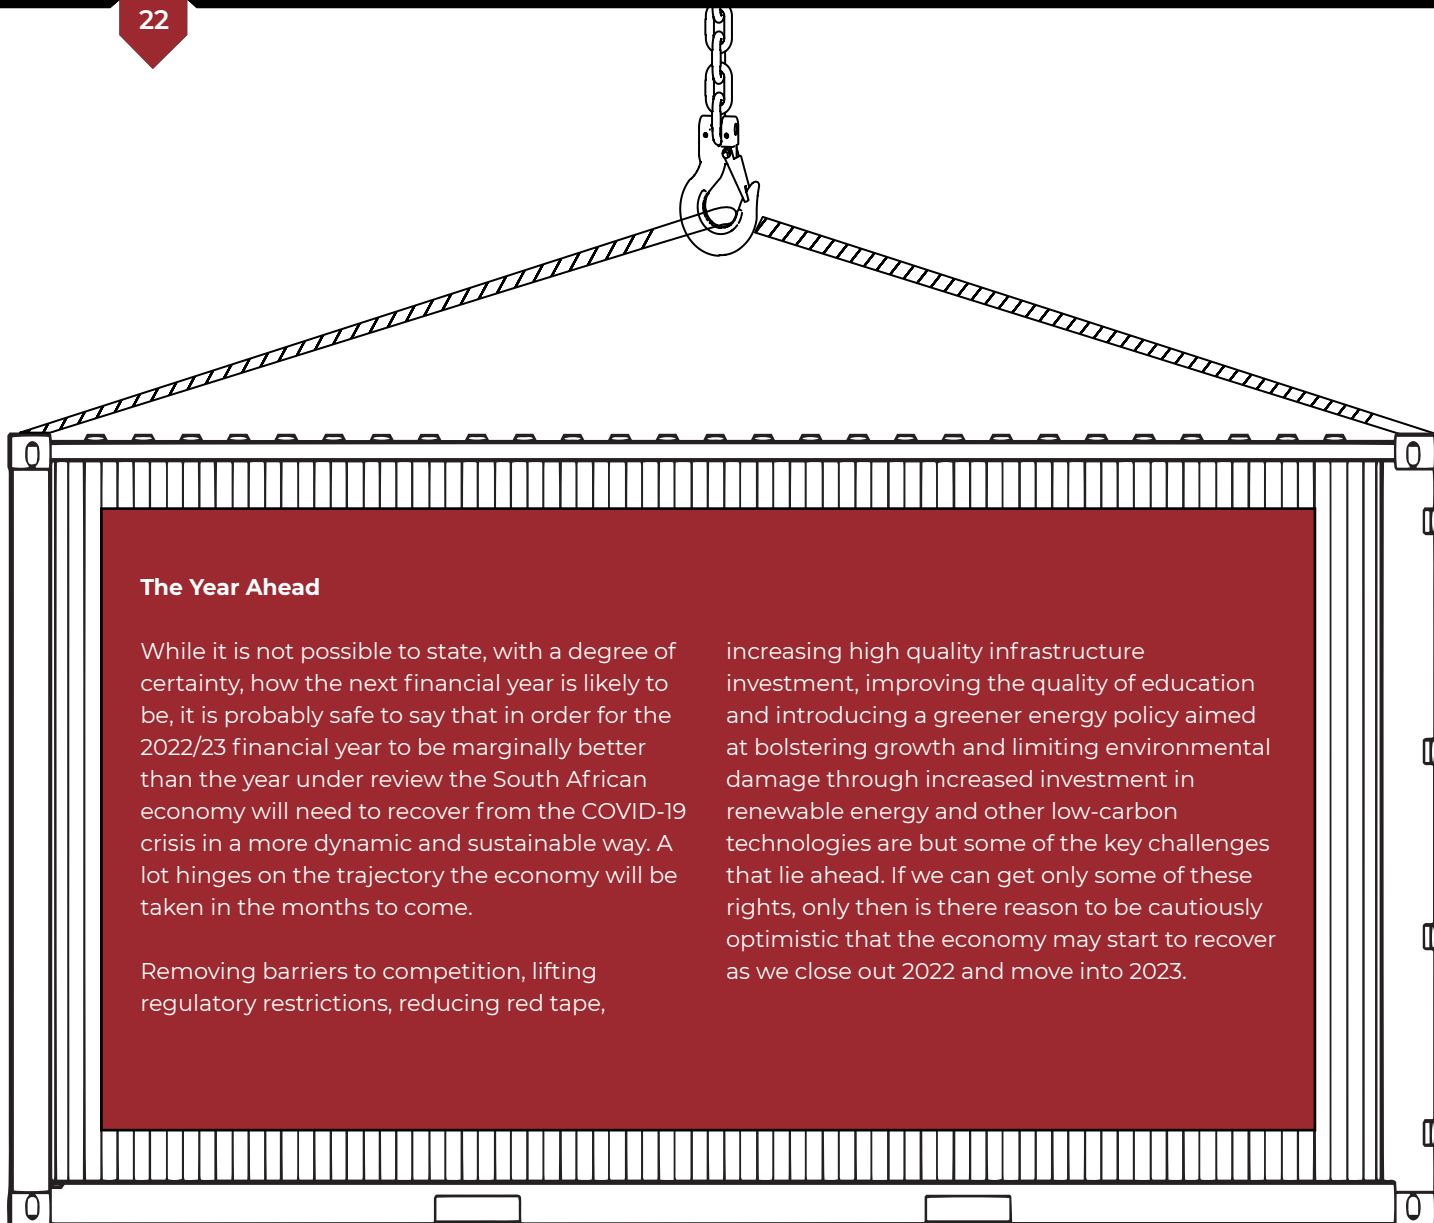 22
The Year Ahead
While it is not possible to state, with a degree of
certainty, how the next financial year is likely to
be, it is probably safe to say that in order for the
2022/23 financial year to be marginally better
than the year under review the South African
economy will need to recover from the COVID-19
crisis in a more dynamic and sustainable way. A
lot hinges on the trajectory the economy will be
taken in the months to come.
Removing barriers to competition, lifting
regulatory restrictions, reducing red tape,
increasing high quality infrastructure
investment, improving the quality of education
and introducing a greener energy policy aimed
at bolstering growth and limiting environmental
damage through increased investment in
renewable energy and other low-carbon
technologies are but some of the key challenges
that lie ahead. If we can get only some of these
rights, only then is there reason to be cautiously
optimistic that the economy may start to recover
as we close out 2022 and move into 2023.